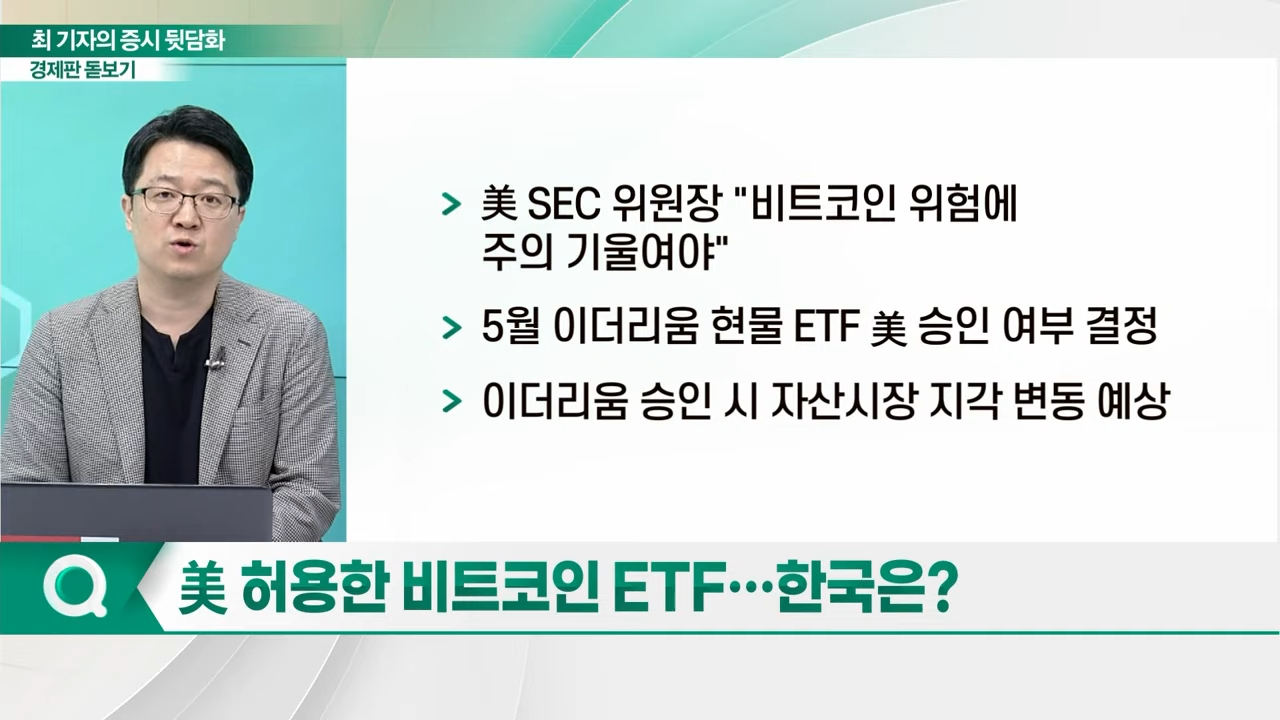 최 기자의 증시 뒷담화
경제판 돋보기
> 美 SEC 위원장 "비트코인 위험에
주의 기울여야"
> 5월 이더리움 현물 ETF 美 승인 여부 결정
> 이더리움 승인 시 자산시장 지각 변동 예상
美 허용한 비트코인 ETF…한국은?